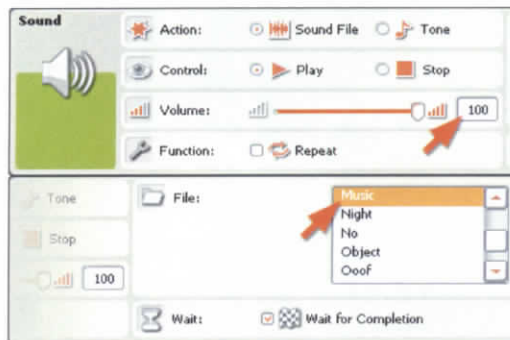 Sound
Action: Sound File Tone
Control: Play Stop
Volume: 100
Function: Repeat
Tone
Stop
100
File:
Music
Night
No
Object
Ooof
Wait: Wait for Completion